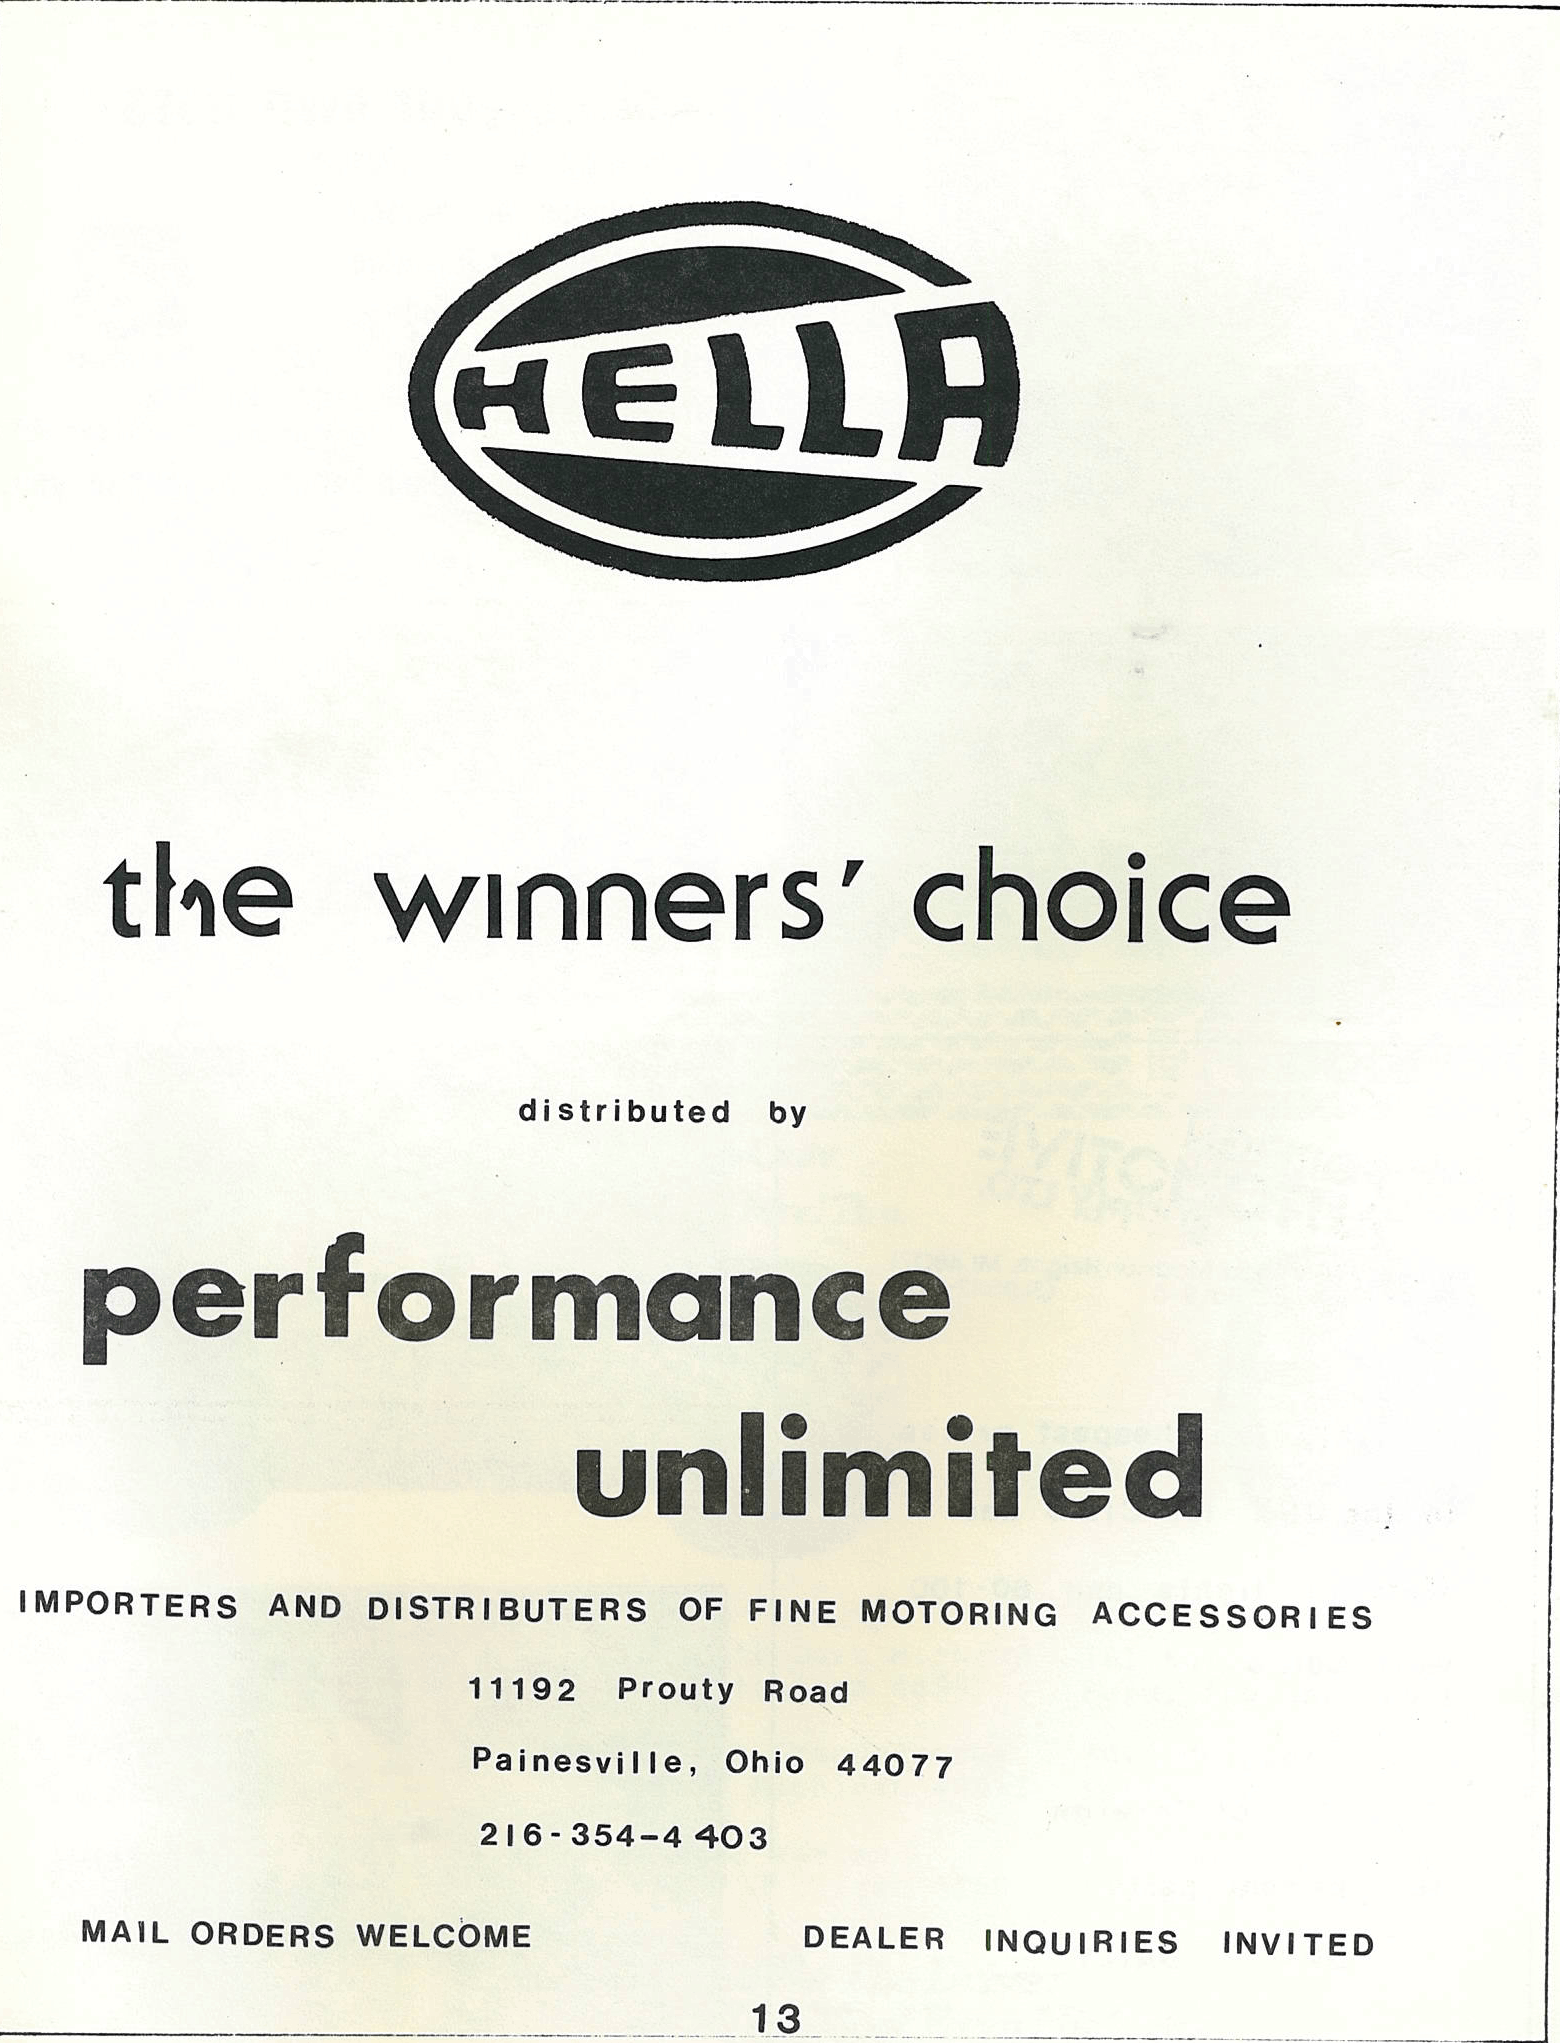 HELLA
the winners' choice
distributed by
performance
unlimited
IMPORTERS AND DISTRIBUTERS OF FINE MOTORING ACCESSORIES
11192 Prouty Road
Painesville, Ohio 44077
216-354-4403
MAIL ORDERS WELCOME
DEALER INQUIRIES INVITED
13